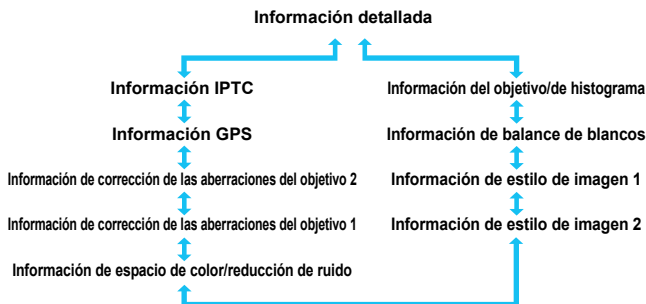 Información detallada
Información IPTC
Información del objetivo/de histograma
Información GPS
Información de balance de blancos
Información de corrección de las aberraciones del objetivo 2
Información de estilo de imagen 1
Información de corrección de las aberraciones del objetivo 1
Información de estilo de imagen 2
Información de espacio de color/reducción de ruido